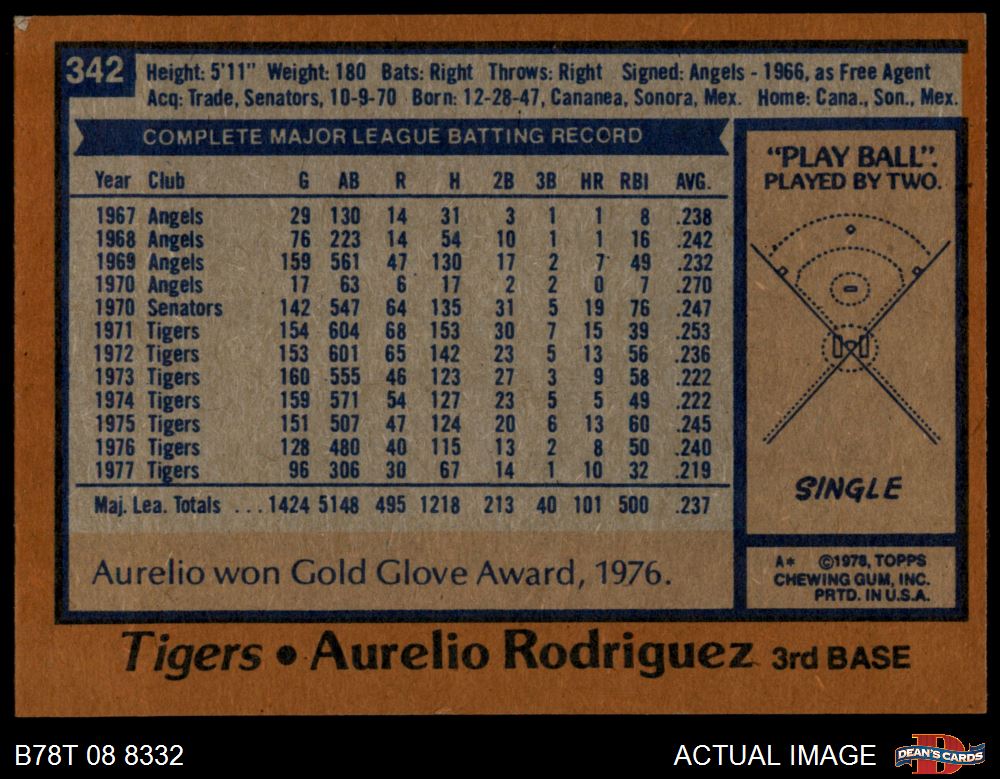 342
Height: 5'11" Weight: 180 Bats: Right Throws: Right Signed: Angels - 1966, as Free Agent
Acq: Trade, Senators, 10-9-70 Born: 12-28-47, Cananea, Sonora, Mex. Home: Cana., Son., Mex.
COMPLETE MAJOR LEAGUE BATTING RECORD
Year Club G AB R H 2B 3B HR RBI AVG.
1967 Angels 29 130 14 31 3 1 1 8 .238
1968 Angels 76 223 14 54 10 1 1 16 .242
1969 Angels 159 561 47 130 17 2 7 49 .232
1970 Angels 17 63 6 17 2 2 0 7 .270
1970 Senators 142 547 64 135 31 5 19 76 .247
1971 Tigers 154 604 68 153 30 7 15 39 .253
1972 Tigers 153 601 65 142 23 5 13 56 .236
1973 Tigers 160 555 46 123 27 3 9 58 .222
1974 Tigers 159 571 54 127 23 5 5 49 .222
1975 Tigers 151 507 47 124 20 6 13 60 .245
1976 Tigers 128 480 40 115 13 2 8 50 .240
1977 Tigers 96 306 30 67 14 1 10 32 .219
Maj. Lea. Totals ...1424 5148 495 1218 213 40 101 500 .237
Aurelio won Gold Glove Award, 1976.
"PLAY BALL".
PLAYED BY TWO.
SINGLE
A* ©1978, TOPPS
CHEWING GUM, INC.
PRTD. IN U.S.A.
Tigers • Aurelio Rodriguez 3rd BASE
B78T 08 8332
ACTUAL IMAGE
D
DEAN'S CARDS